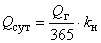 Qсут = Qг / 365 · kн